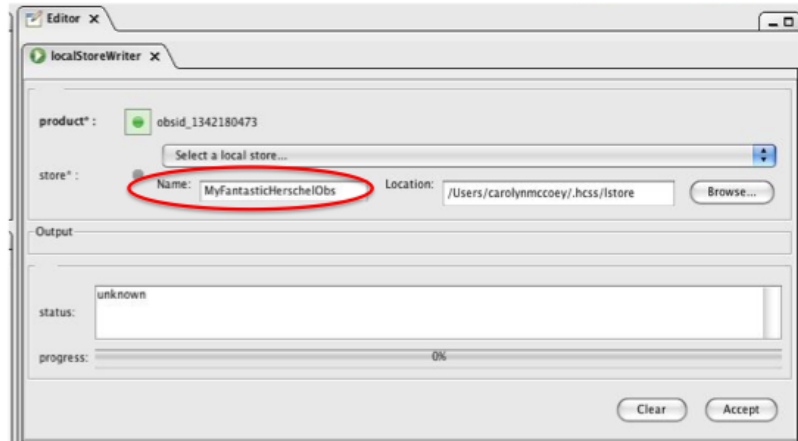 Editor X
localStoreWriter X
product* : obsid_1342180473
Select a local store...
store* :
Name: MyFantasticHerschelObs Location: /Users/carolynmccoey/.hcss/lstore Browse...
Output
unknown
status:
progress: 0%
Clear Accept